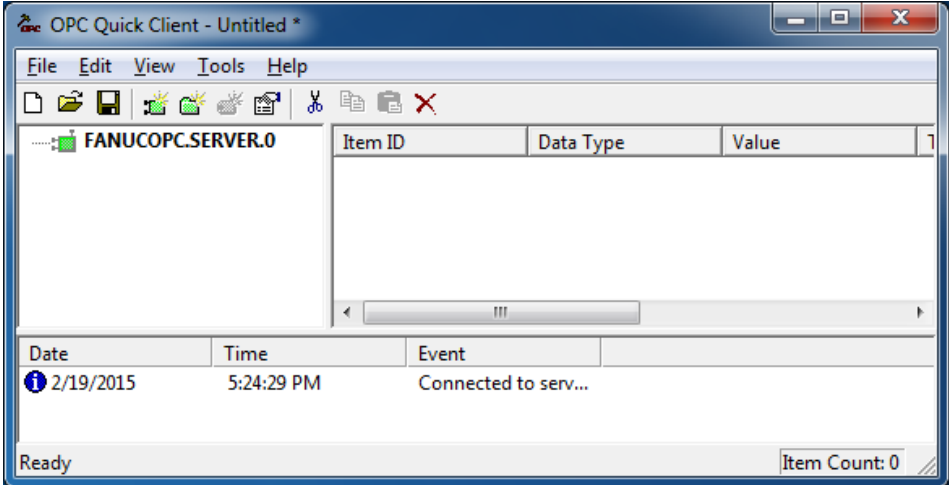 OPC Quick Client - Untitled *
File Edit View Tools Help
FANUCOPC.SERVER.0
Item ID Data Type Value
Date Time Event
2/19/2015 5:24:29 PM Connected to serv...
Ready Item Count: 0